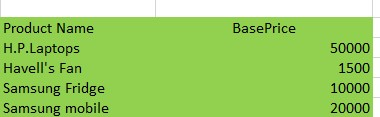 Product Name BasePrice
H.P.Laptops 50000
Havell's Fan 1500
Samsung Fridge 10000
Samsung mobile 20000